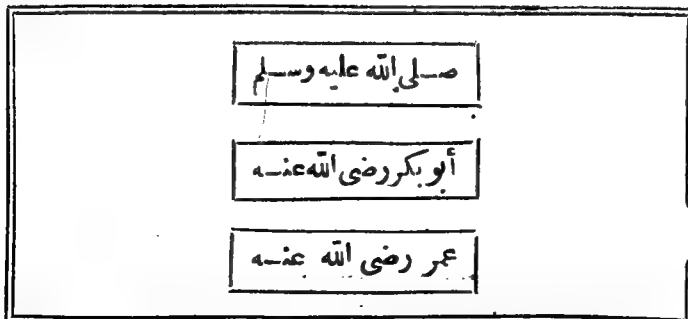 صلى الله عليه وسلم
أبو بكر رضى الله عنه
عمر رضى الله عنه